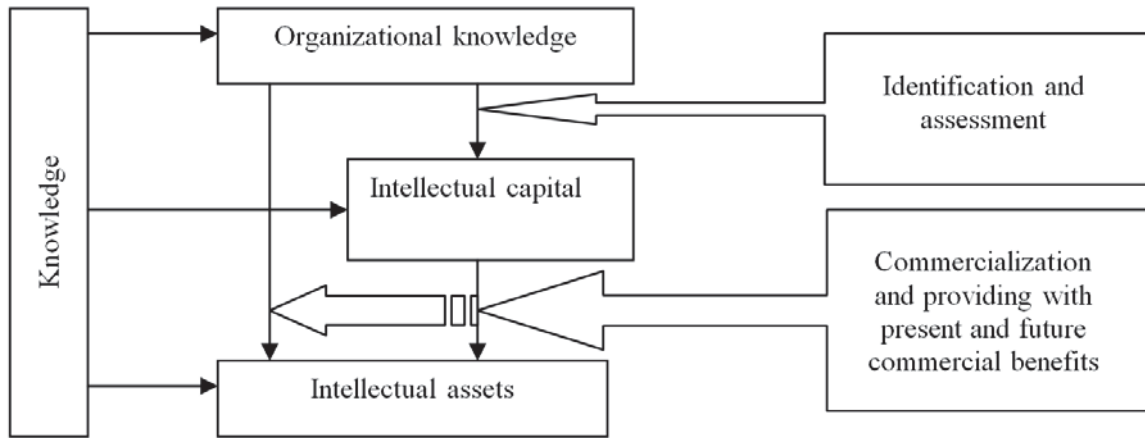 Knowledge
Organizational knowledge
Identification and
assessment
Intellectual capital
Commercialization
and providing with
present and future
commercial benefits
Intellectual assets